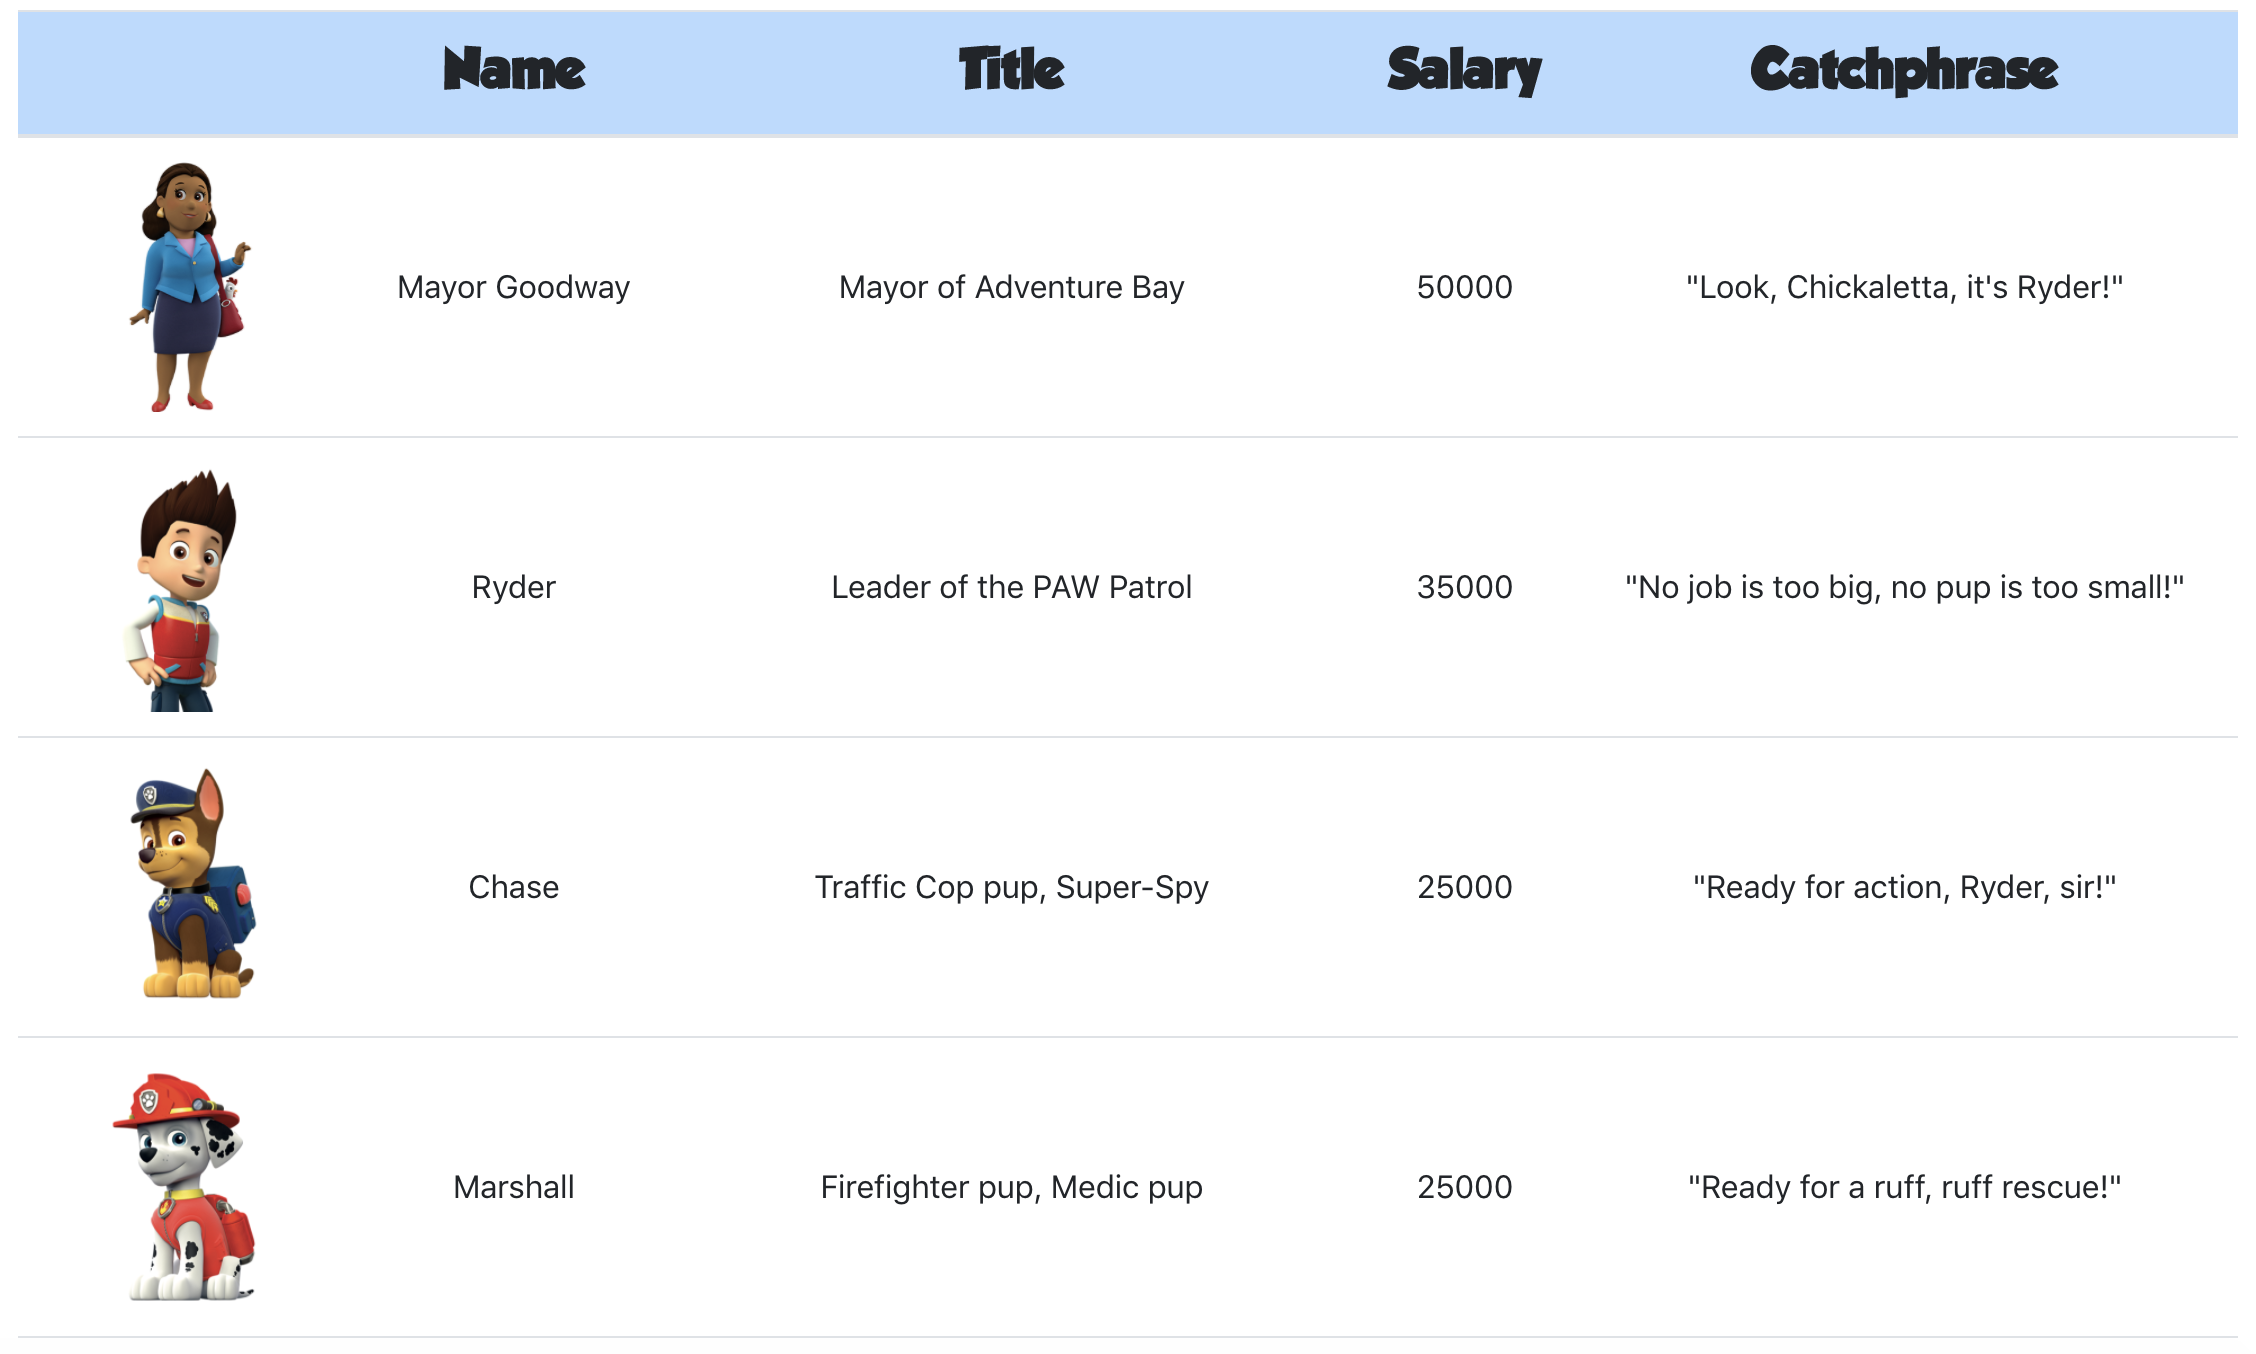 Name Title Salary Catchphrase
Mayor Goodway Mayor of Adventure Bay 50000 "Look, Chickaletta, it's Ryder!"
Ryder Leader of the PAW Patrol 35000 "No job is too big, no pup is too small!"
Chase Traffic Cop pup, Super-Spy 25000 "Ready for action, Ryder, sir!"
Marshall Firefighter pup, Medic pup 25000 "Ready for a ruff, ruff rescue!"